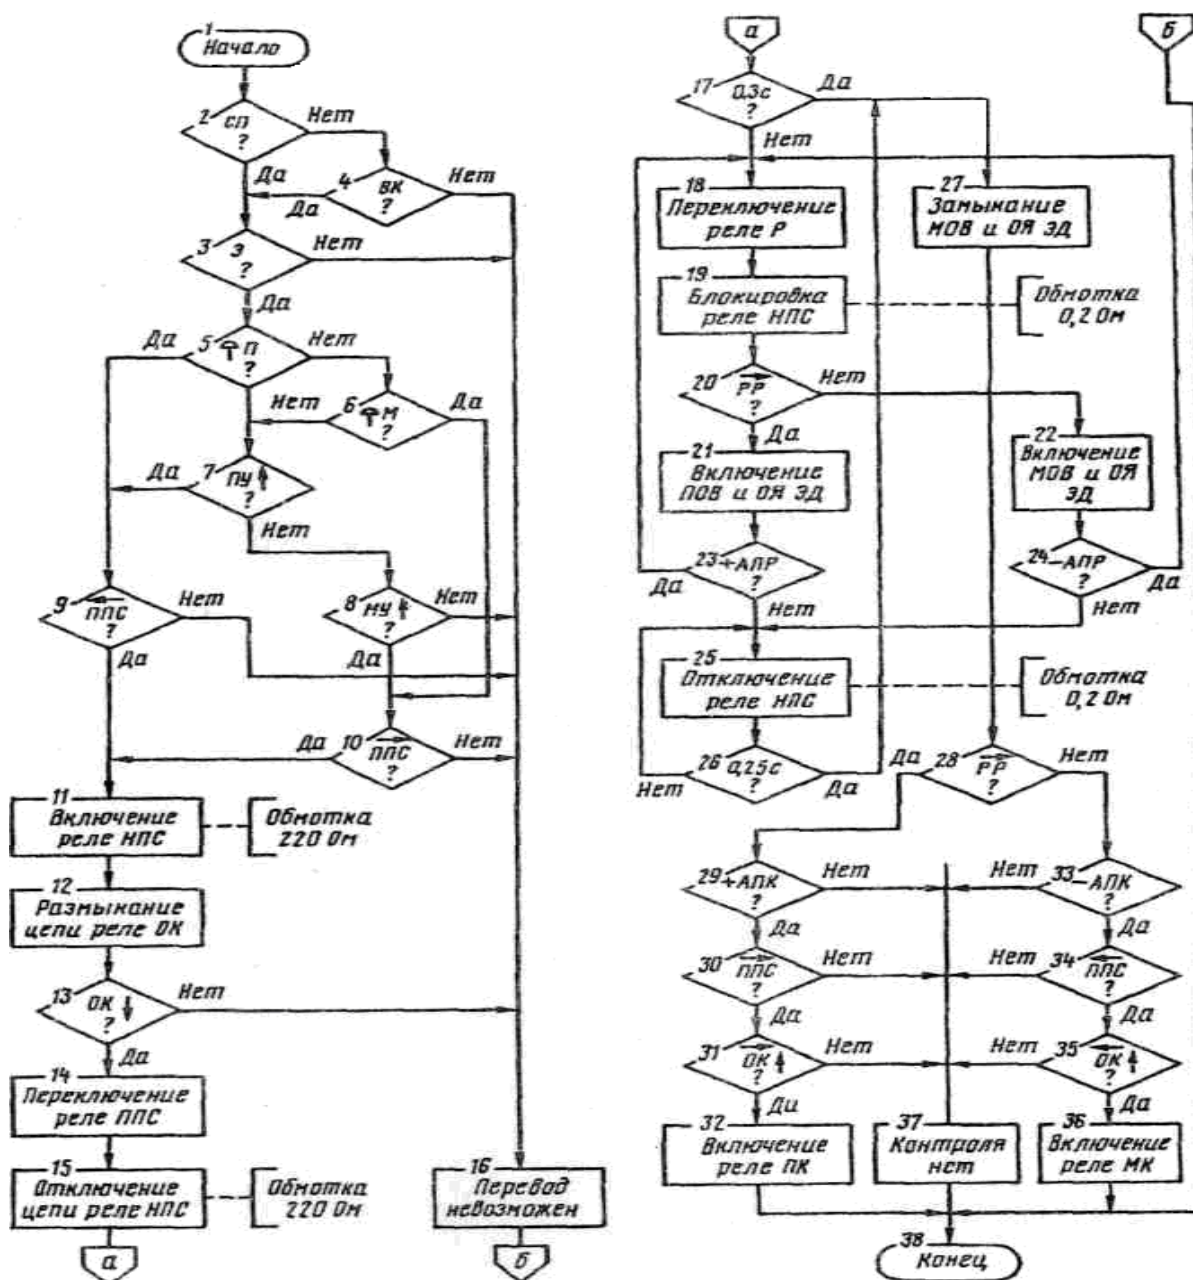 1
Начало
2
СП
?
Нет
Да
4
ВК
?
Нет
Да
3
З
?
Нет
Да
5
П
?
Да
Нет
6
М
?
Нет
Да
7
ПУ
?
Да
Нет
8
МУ
?
Нет
Да
9
ППС
?
Нет
Да
10
ППС
?
Да
Нет
11
Включение
реле НПС
Обмотка
220 Ом
12
Размыкание
цепи реле ОК
13
ОК
?
Нет
Да
14
Переключение
реле ППС
15
Отключение
цепи реле НПС
Обмотка
220 Ом
а
16
Перевод
невозможен
б
а
б
17
0,3с
?
Да
Нет
18
Переключение
реле Р
27
Замыкание
МОВ и ОЯ ЭД
19
Блокировка
реле НПС
Обмотка
0,2 Ом
20
РР
?
Нет
Да
21
Включение
ПОВ и ОЯ ЭД
22
Включение
МОВ и ОЯ
ЭД
23
+АПР
?
Да
Нет
24
–АПР
?
Да
Нет
25
Отключение
реле НПС
Обмотка
0,2 Ом
26
0,25с
?
Нет
Да
28
РР
?
Да
Нет
29
+АПК
?
Нет
Да
33
–АПК
?
Нет
Да
30
ППС
?
Нет
Да
34
ППС
?
Нет
Да
31
ОК
?
Нет
Да
35
ОК
?
Нет
Да
32
Включение
реле ПК
37
Контроля
нет
36
Включение
реле МК
38
Конец